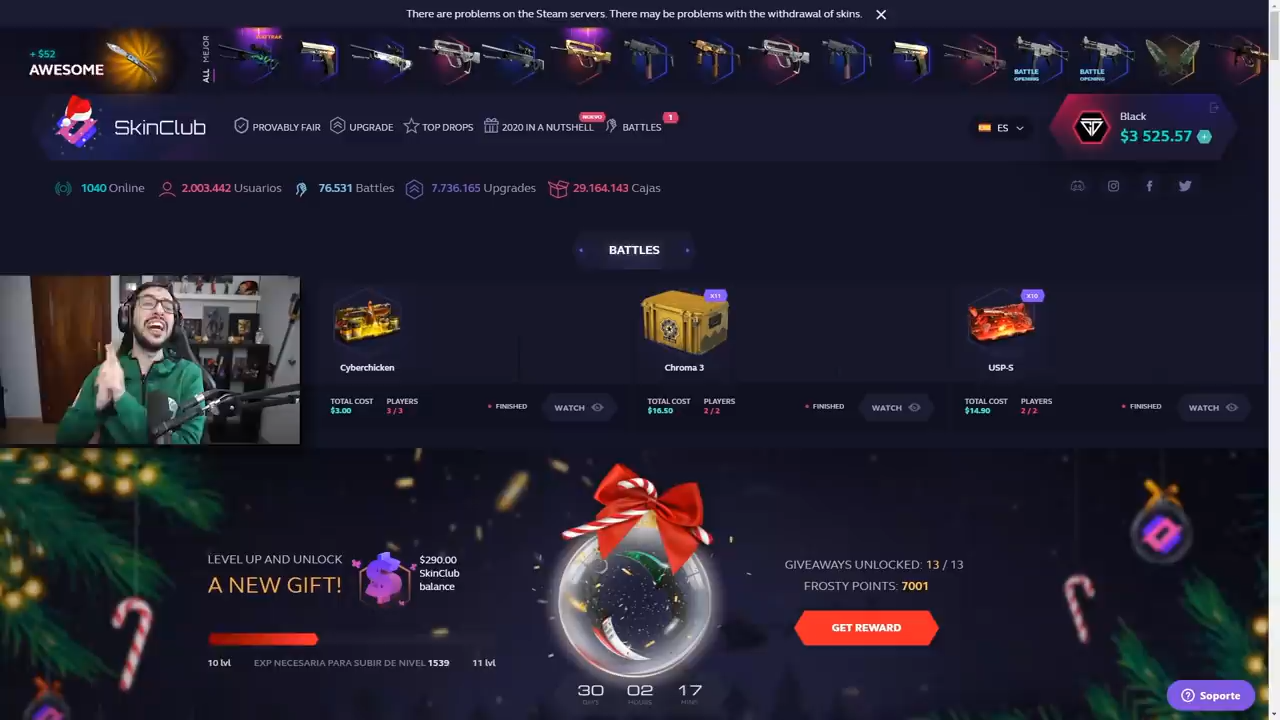 There are problems on the Steam servers. There may be problems with the withdrawal of skins.
+ $52
AWESOME
ALL MEJOR
BATTLE OPENING
BATTLE OPENING
SkinClub
PROVABLY FAIR
UPGRADE
TOP DROPS
2020 IN A NUTSHELL
NUEVO
BATTLES
1
ES
Black
$3 525.57
1040 Online
2.003.442 Usuarios
76.531 Battles
7.736.165 Upgrades
29.164.143 Cajas
BATTLES
Cyberchicken
TOTAL COST PLAYERS
$3.00 3 / 3
FINISHED
WATCH
X11
Chroma 3
TOTAL COST PLAYERS
$16.50 2 / 2
FINISHED
WATCH
X10
USP-S
TOTAL COST PLAYERS
$14.90 2 / 2
FINISHED
WATCH
LEVEL UP AND UNLOCK
A NEW GIFT!
$290.00
SkinClub
balance
10 lvl EXP NECESARIA PARA SUBIR DE NIVEL 1539 11 lvl
30 02 17
DAYS HOURS MINS
GIVEAWAYS UNLOCKED: 13 / 13
FROSTY POINTS: 7001
GET REWARD
Soporte